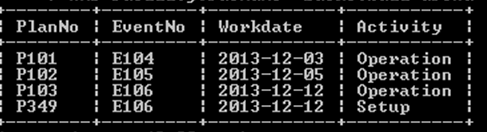 PlanNo | EventNo | Workdate | Activity
P101 | E104 | 2013-12-03 | Operation
P102 | E105 | 2013-12-05 | Operation
P103 | E106 | 2013-12-12 | Operation
P349 | E106 | 2013-12-12 | Setup